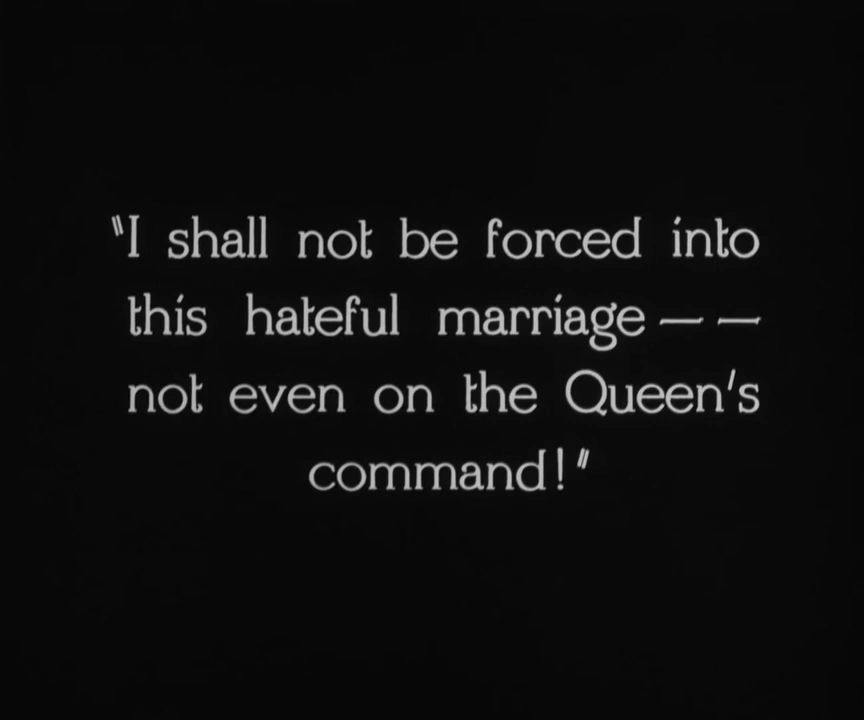 "I shall not be forced into
this hateful marriage — —
not even on the Queen's
command!"